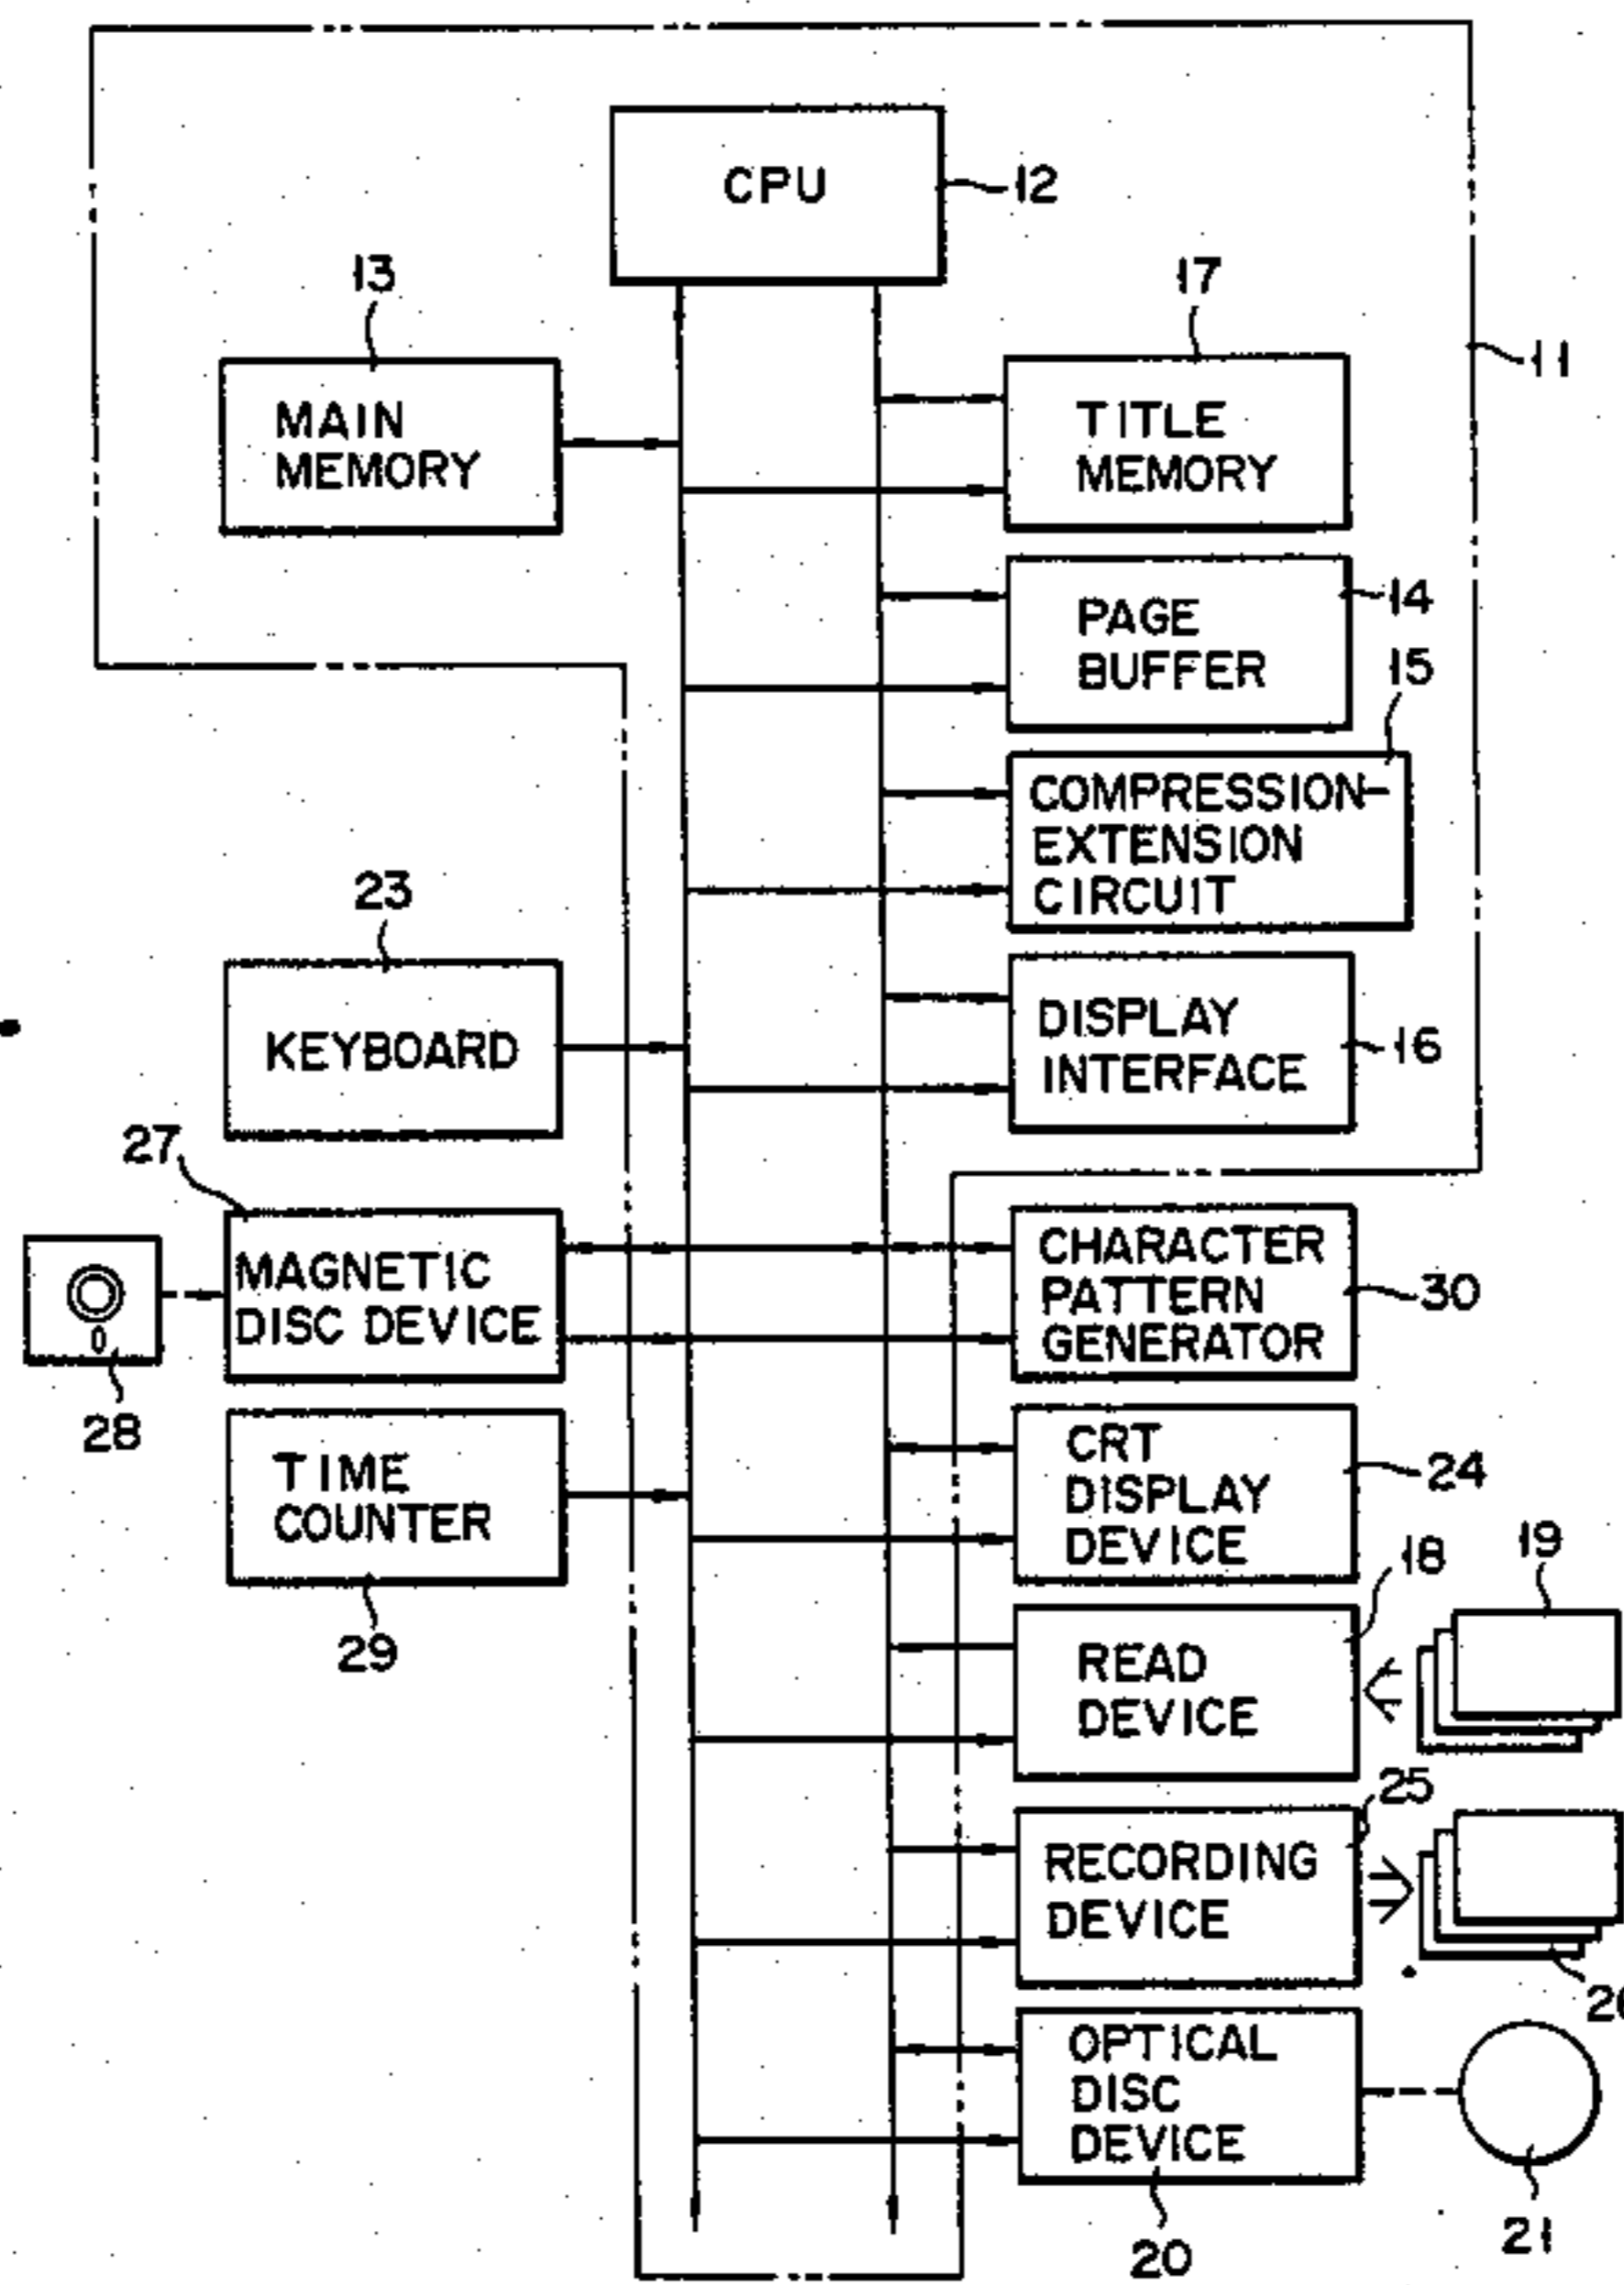 CPU
12
13
17
11
MAIN
MEMORY
TITLE
MEMORY
14
PAGE
BUFFER
15
COMPRESSION-
EXTENSION
CIRCUIT
23
KEYBOARD
DISPLAY
INTERFACE
16
27
MAGNETIC
DISC DEVICE
28
CHARACTER
PATTERN
GENERATOR
30
TIME
COUNTER
29
CRT
DISPLAY
DEVICE
24
18
19
READ
DEVICE
25
RECORDING
DEVICE
OPTICAL
DISC
DEVICE
20
21